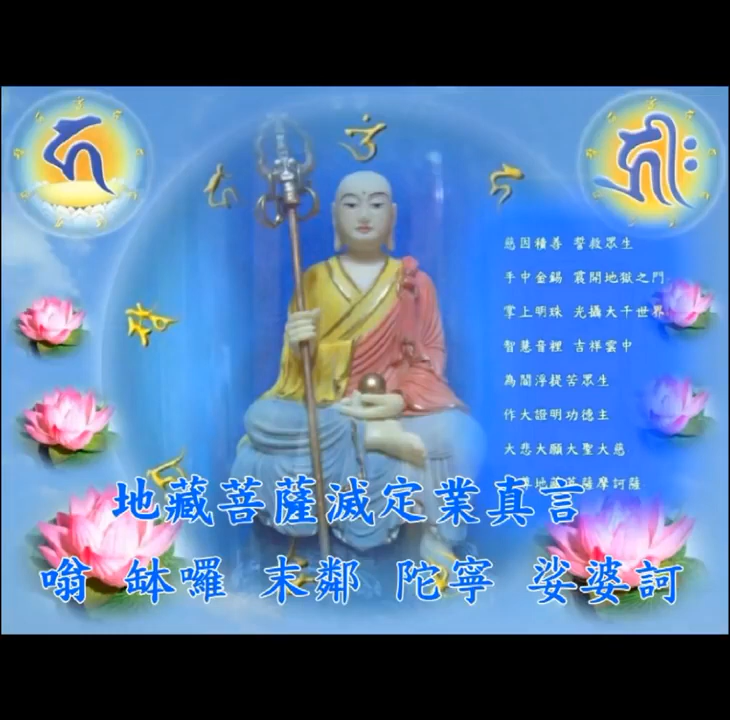 慈因積善 誓救眾生
手中金錫 震開地獄之門
掌上明珠 光攝大千世界
智慧音裡 吉祥雲中
為閻浮提苦眾生
作大證明功德主
大悲大願大聖大慈
尊地藏菩薩摩訶薩
地藏菩薩滅定業真言
嗡 缽囉 末鄰 陀寧 娑婆訶